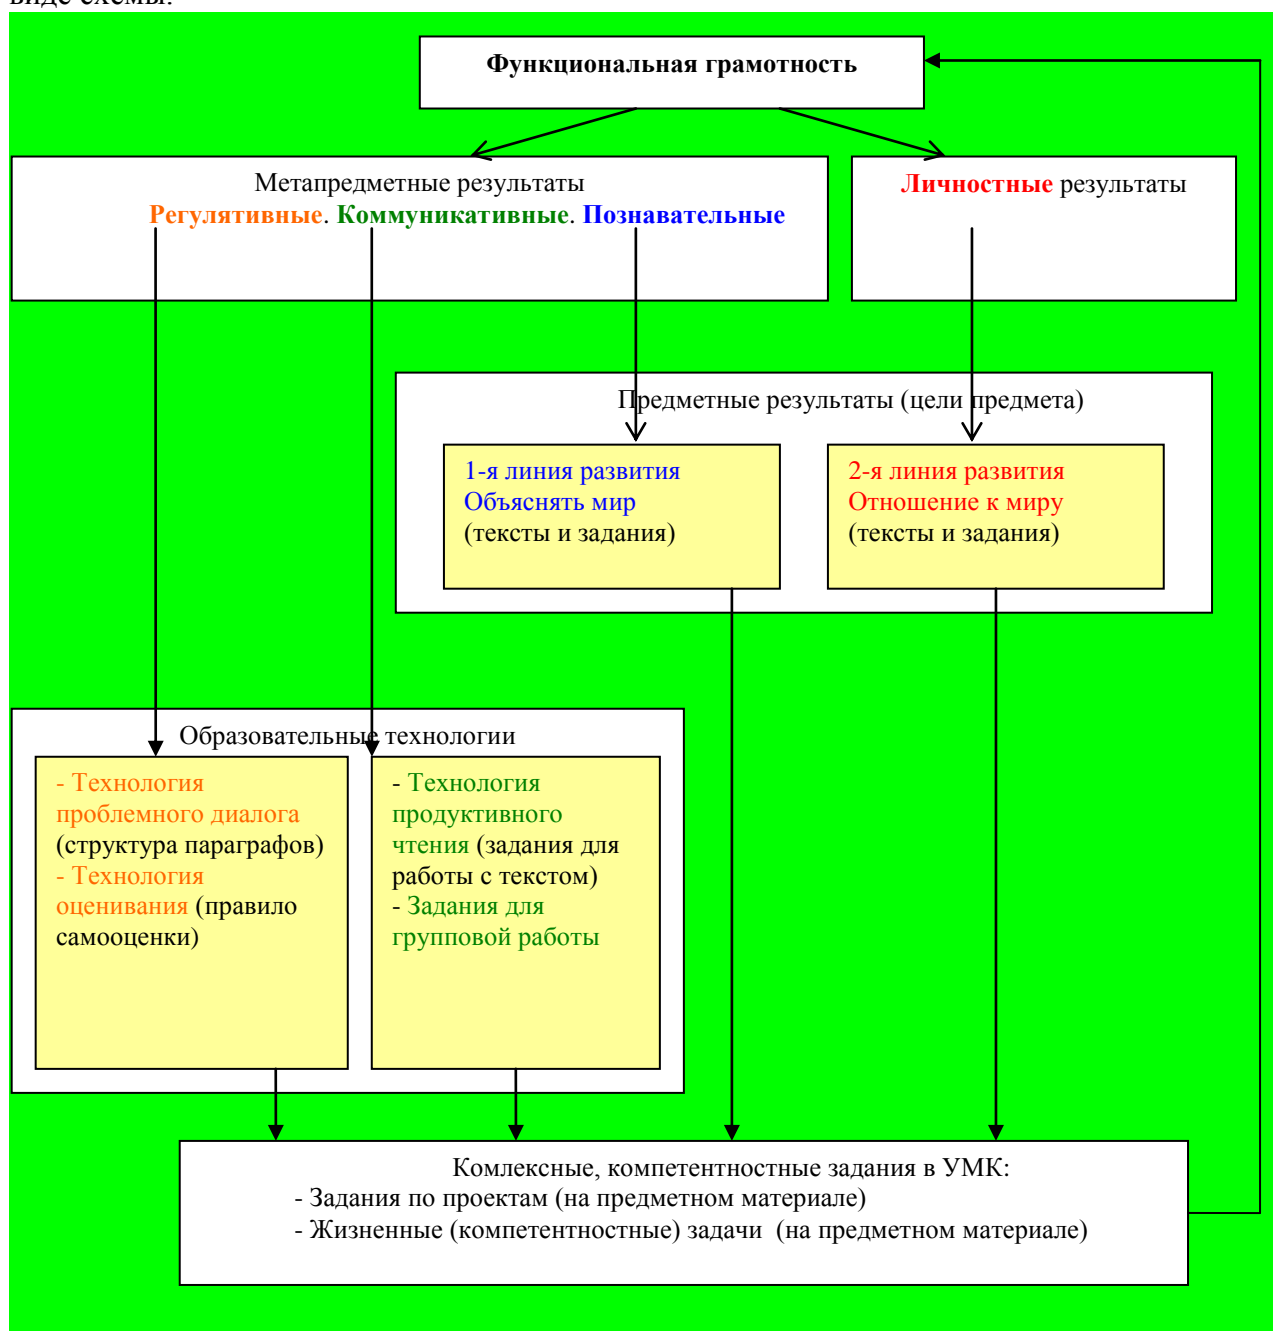 виде схемы:
Функциональная грамотность
Метапредметные результаты
Регулятивные. Коммуникативные. Познавательные
Личностные результаты
Предметные результаты (цели предмета)
1-я линия развития
Объяснять мир
(тексты и задания)
2-я линия развития
Отношение к миру
(тексты и задания)
Образовательные технологии
- Технология
проблемного диалога
(структура параграфов)
- Технология
оценивания (правило
самооценки)
- Технология
продуктивного
чтения (задания для
работы с текстом)
- Задания для
групповой работы
Комлексные, компетентностные задания в УМК:
- Задания по проектам (на предметном материале)
- Жизненные (компетентностные) задачи (на предметном материале)